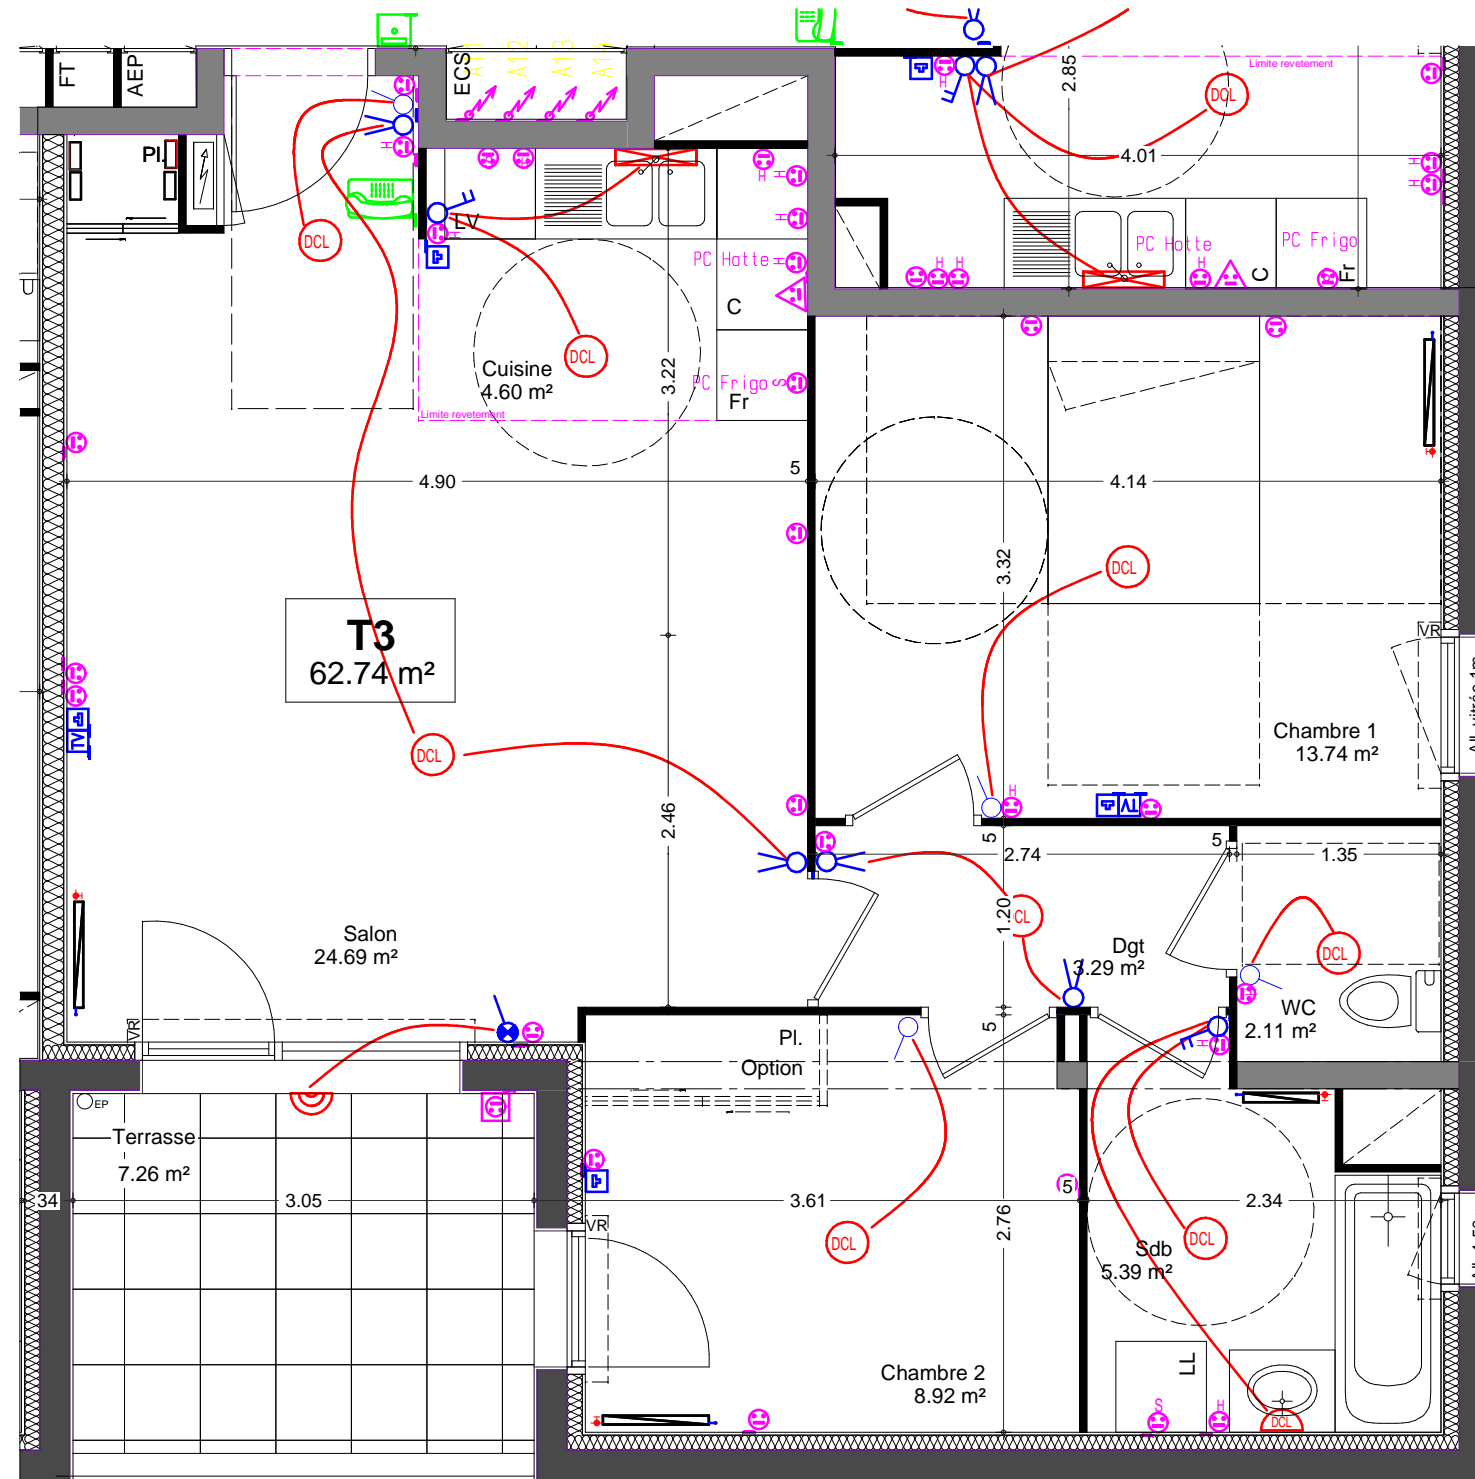 FT
AEP
ECS
A12
A13
2.85
Limite revetement
H
DCL
4.01
H
H
Pl.
H
LV
H
H
H
H
DCL
PC Hotte
H
C
PC Hotte
H
H
H
C
PC Frigo
Fr
DCL
Cuisine
4.60 m²
3.22
PC Frigo
S
Fr
Limite revetement
4.90
5
4.14
3.32
DCL
T3
62.74 m²
VR
Chambre 1
13.74 m²
TV
DCL
H
TV
2.46
5
2.74
5
1.35
1.20
Dgt
3.29 m²
DCL
Salon
24.69 m²
WC
2.11 m²
VR
Pl.
Option
5
H
EP
Terrasse
7.26 m²
34
3.05
3.61
5
2.34
2.76
VR
DCL
DCL
Sdb
5.39 m²
Chambre 2
8.92 m²
LL
S
H
DCL